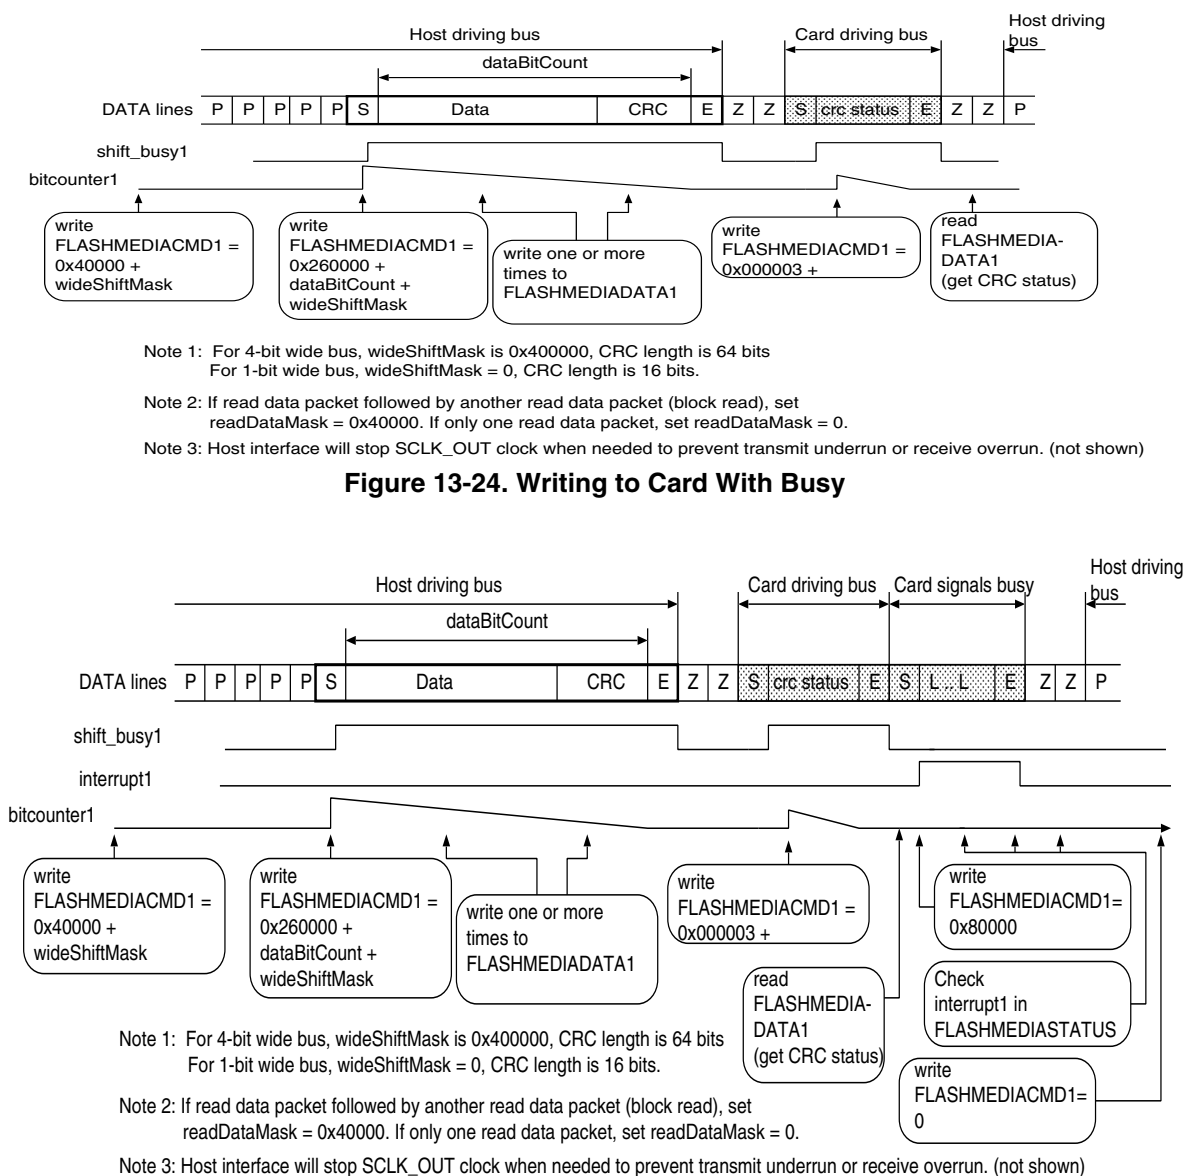 Host driving bus
Card driving bus
Host driving
bus
dataBitCount
DATA lines P P P P P S Data CRC E Z Z S crc status E Z Z P
shift_busy1
bitcounter1
write
FLASHMEDIACMD1 =
0x40000 +
wideShiftMask
write
FLASHMEDIACMD1 =
0x260000 +
dataBitCount +
wideShiftMask
write one or more
times to
FLASHMEDIADATA1
write
FLASHMEDIACMD1 =
0x000003 +
read
FLASHMEDIA-
DATA1
(get CRC status)
Note 1: For 4-bit wide bus, wideShiftMask is 0x400000, CRC length is 64 bits
For 1-bit wide bus, wideShiftMask = 0, CRC length is 16 bits.
Note 2: If read data packet followed by another read data packet (block read), set
readDataMask = 0x40000. If only one read data packet, set readDataMask = 0.
Note 3: Host interface will stop SCLK_OUT clock when needed to prevent transmit underrun or receive overrun. (not shown)
Figure 13-24. Writing to Card With Busy
Host driving bus
Card driving bus
Card signals busy
Host driving
bus
dataBitCount
DATA lines P P P P P S Data CRC E Z Z S crc status E S L .. L E Z Z P
shift_busy1
interrupt1
bitcounter1
write
FLASHMEDIACMD1 =
0x40000 +
wideShiftMask
write
FLASHMEDIACMD1 =
0x260000 +
dataBitCount +
wideShiftMask
write one or more
times to
FLASHMEDIADATA1
write
FLASHMEDIACMD1 =
0x000003 +
write
FLASHMEDIACMD1=
0x80000
read
FLASHMEDIA-
DATA1
(get CRC status)
Check
interrupt1 in
FLASHMEDIASTATUS
write
FLASHMEDIACMD1=
0
Note 1: For 4-bit wide bus, wideShiftMask is 0x400000, CRC length is 64 bits
For 1-bit wide bus, wideShiftMask = 0, CRC length is 16 bits.
Note 2: If read data packet followed by another read data packet (block read), set
readDataMask = 0x40000. If only one read data packet, set readDataMask = 0.
Note 3: Host interface will stop SCLK_OUT clock when needed to prevent transmit underrun or receive overrun. (not shown)